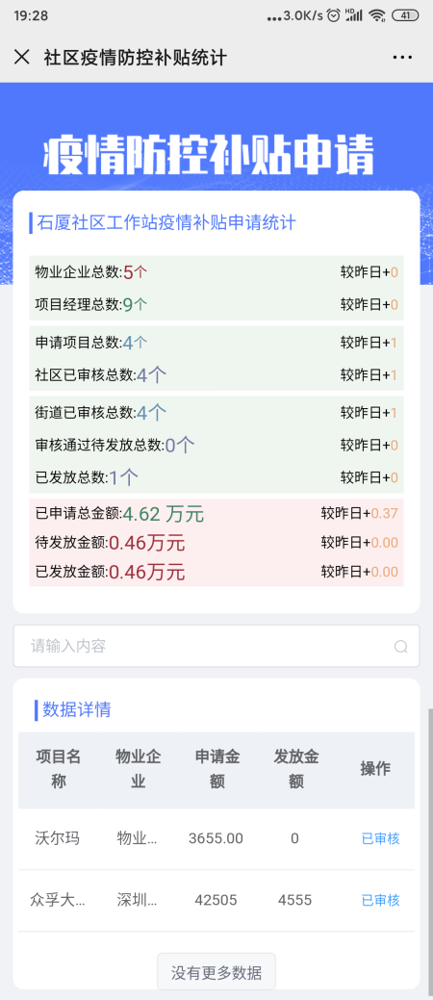 19:28
...3.0K/s HD 41
社区疫情防控补贴统计
疫情防控补贴申请
石厦社区工作站疫情补贴申请统计
物业企业总数:5个 较昨日+0
项目经理总数:9个 较昨日+0
申请项目总数:4个 较昨日+1
社区已审核总数:4个 较昨日+1
街道已审核总数:4个 较昨日+1
审核通过待发放总数:0个 较昨日+0
已发放总数:1个 较昨日+0
已申请总金额:4.62 万元 较昨日+0.37
待发放金额:0.46万元 较昨日+0.00
已发放金额:0.46万元 较昨日+0.00
请输入内容
数据详情
项目名称 物业企业 申请金额 发放金额 操作
沃尔玛 物业... 3655.00 0 已审核
众孚大... 深圳... 42505 4555 已审核
没有更多数据